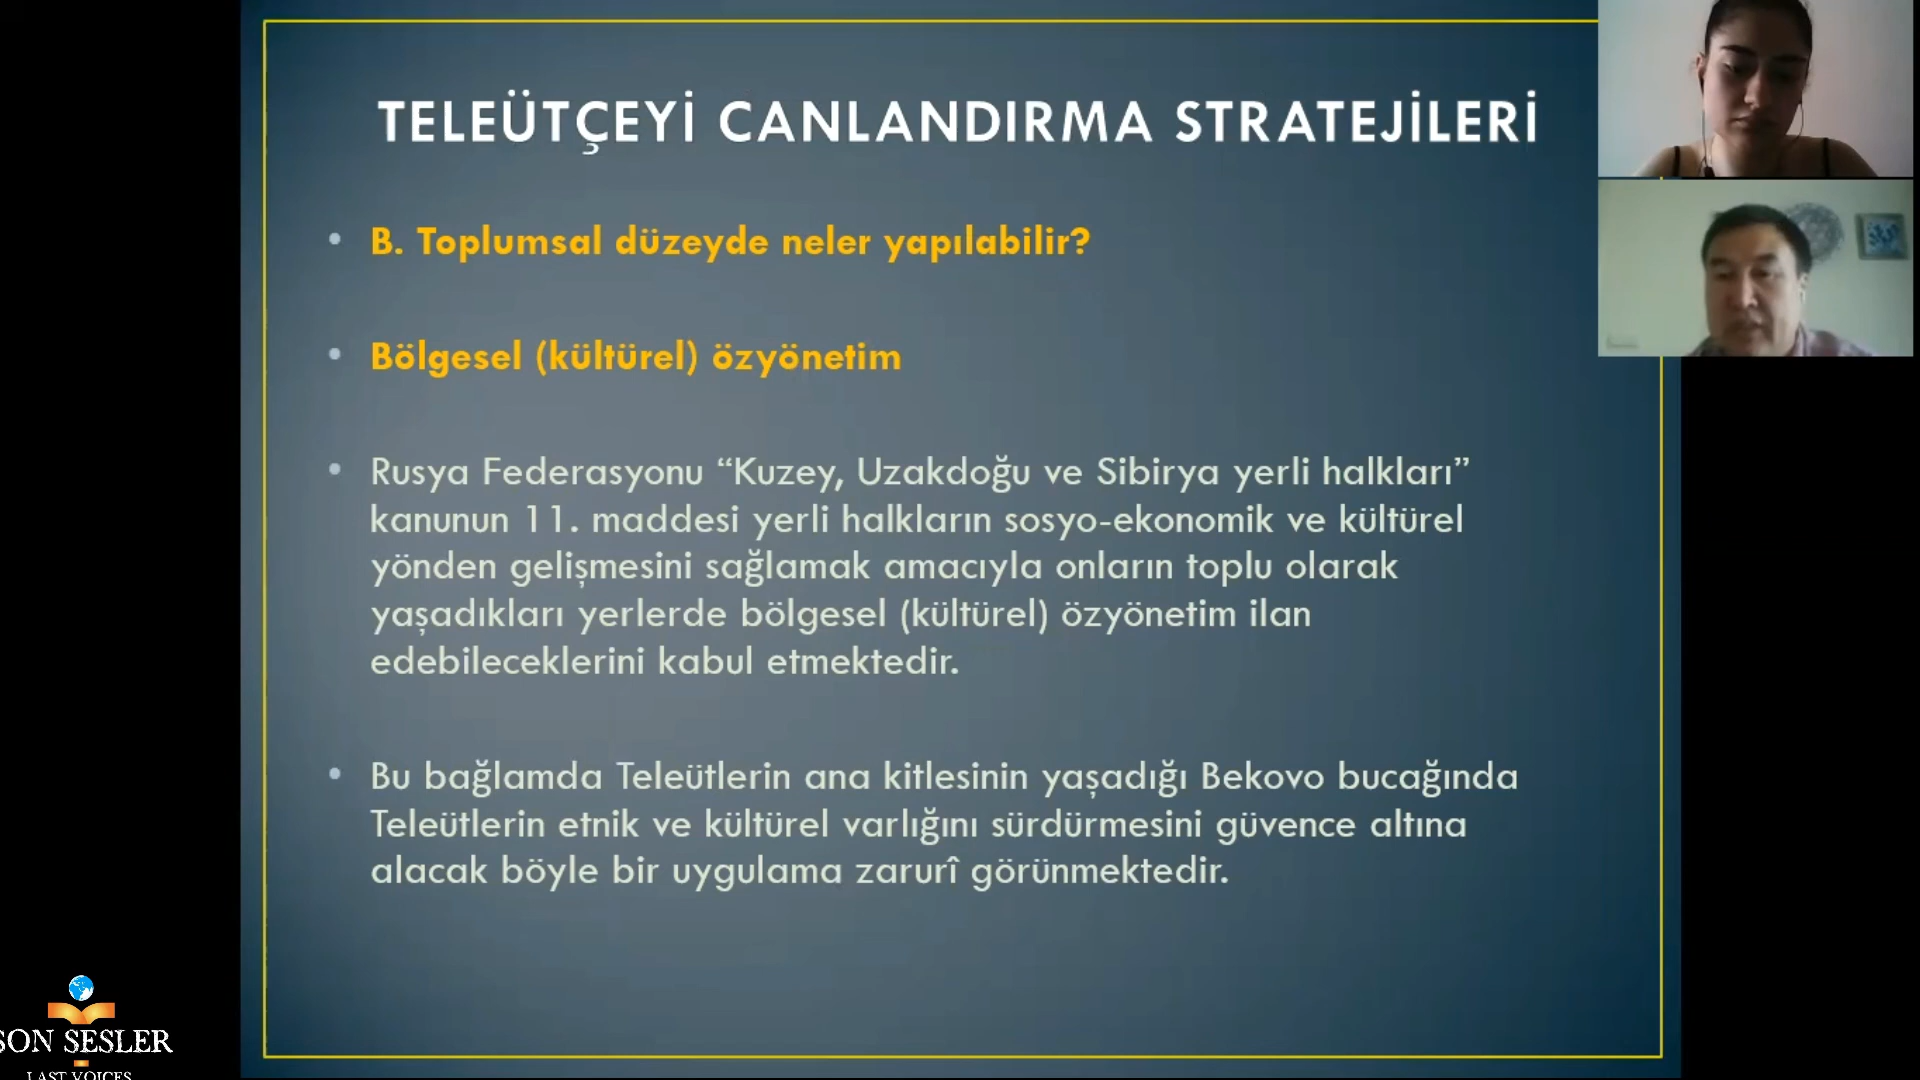 TELEÜTÇEYİ CANLANDIRMA STRATEJİLERİ
• B. Toplumsal düzeyde neler yapılabilir?
• Bölgesel (kültürel) özyönetim
• Rusya Federasyonu “Kuzey, Uzakdoğu ve Sibirya yerli halkları”
kanunun 11. maddesi yerli halkların sosyo-ekonomik ve kültürel
yönden gelişmesini sağlamak amacıyla onların toplu olarak
yaşadıkları yerlerde bölgesel (kültürel) özyönetim ilan
edebileceklerini kabul etmektedir.
• Bu bağlamda Teleütlerin ana kitlesinin yaşadığı Bekovo bucağında
Teleütlerin etnik ve kültürel varlığını sürdürmesini güvence altına
alacak böyle bir uygulama zarurî görünmektedir.
SON SESLER
LAST VOICES